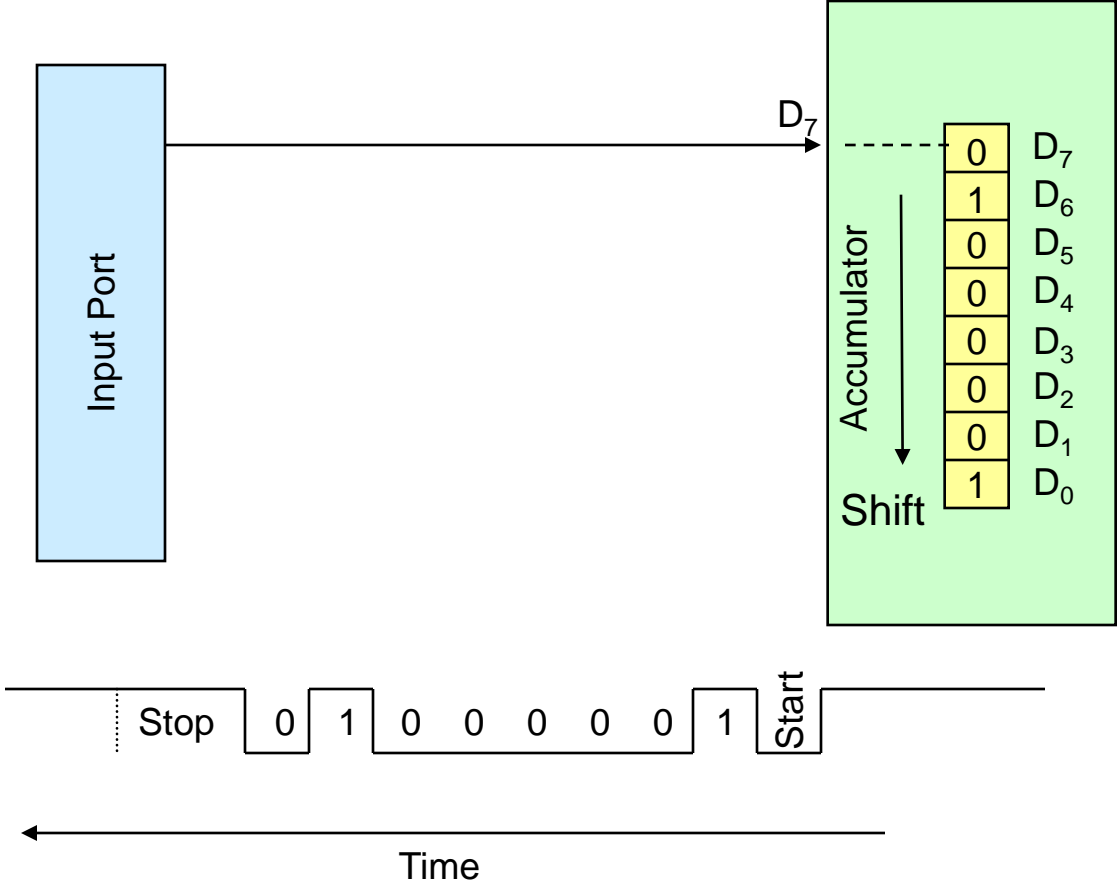 D₇
Input Port
Accumulator
Shift
0 D₇
1 D₆
0 D₅
0 D₄
0 D₃
0 D₂
0 D₁
1 D₀
Stop 0 1 0 0 0 0 0 1 Start
Time